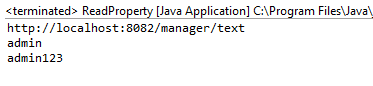 <terminated> ReadProperty [Java Application] C:\Program Files\Java\
http://localhost:8082/manager/text
admin
admin123